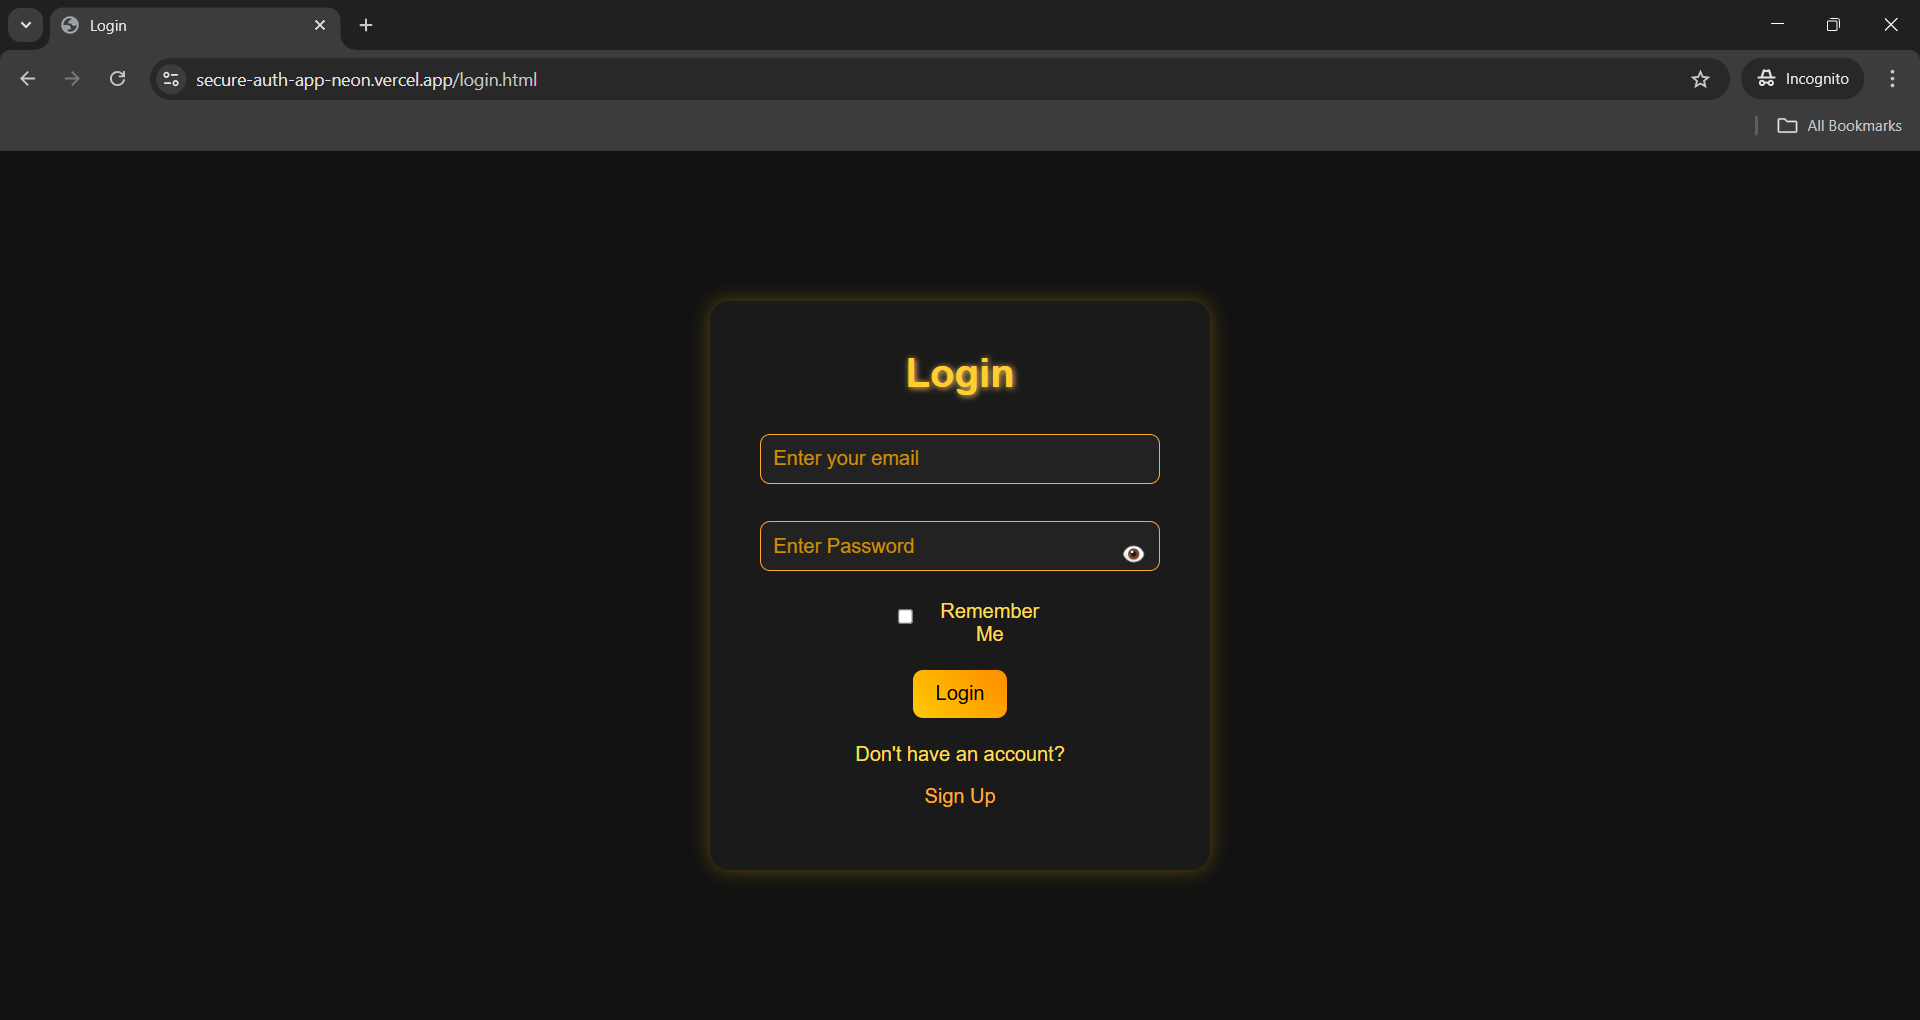 Login
secure-auth-app-neon.vercel.app/login.html
Incognito
All Bookmarks
Login
Enter your email
Enter Password
Remember
Me
Login
Don't have an account?
Sign Up